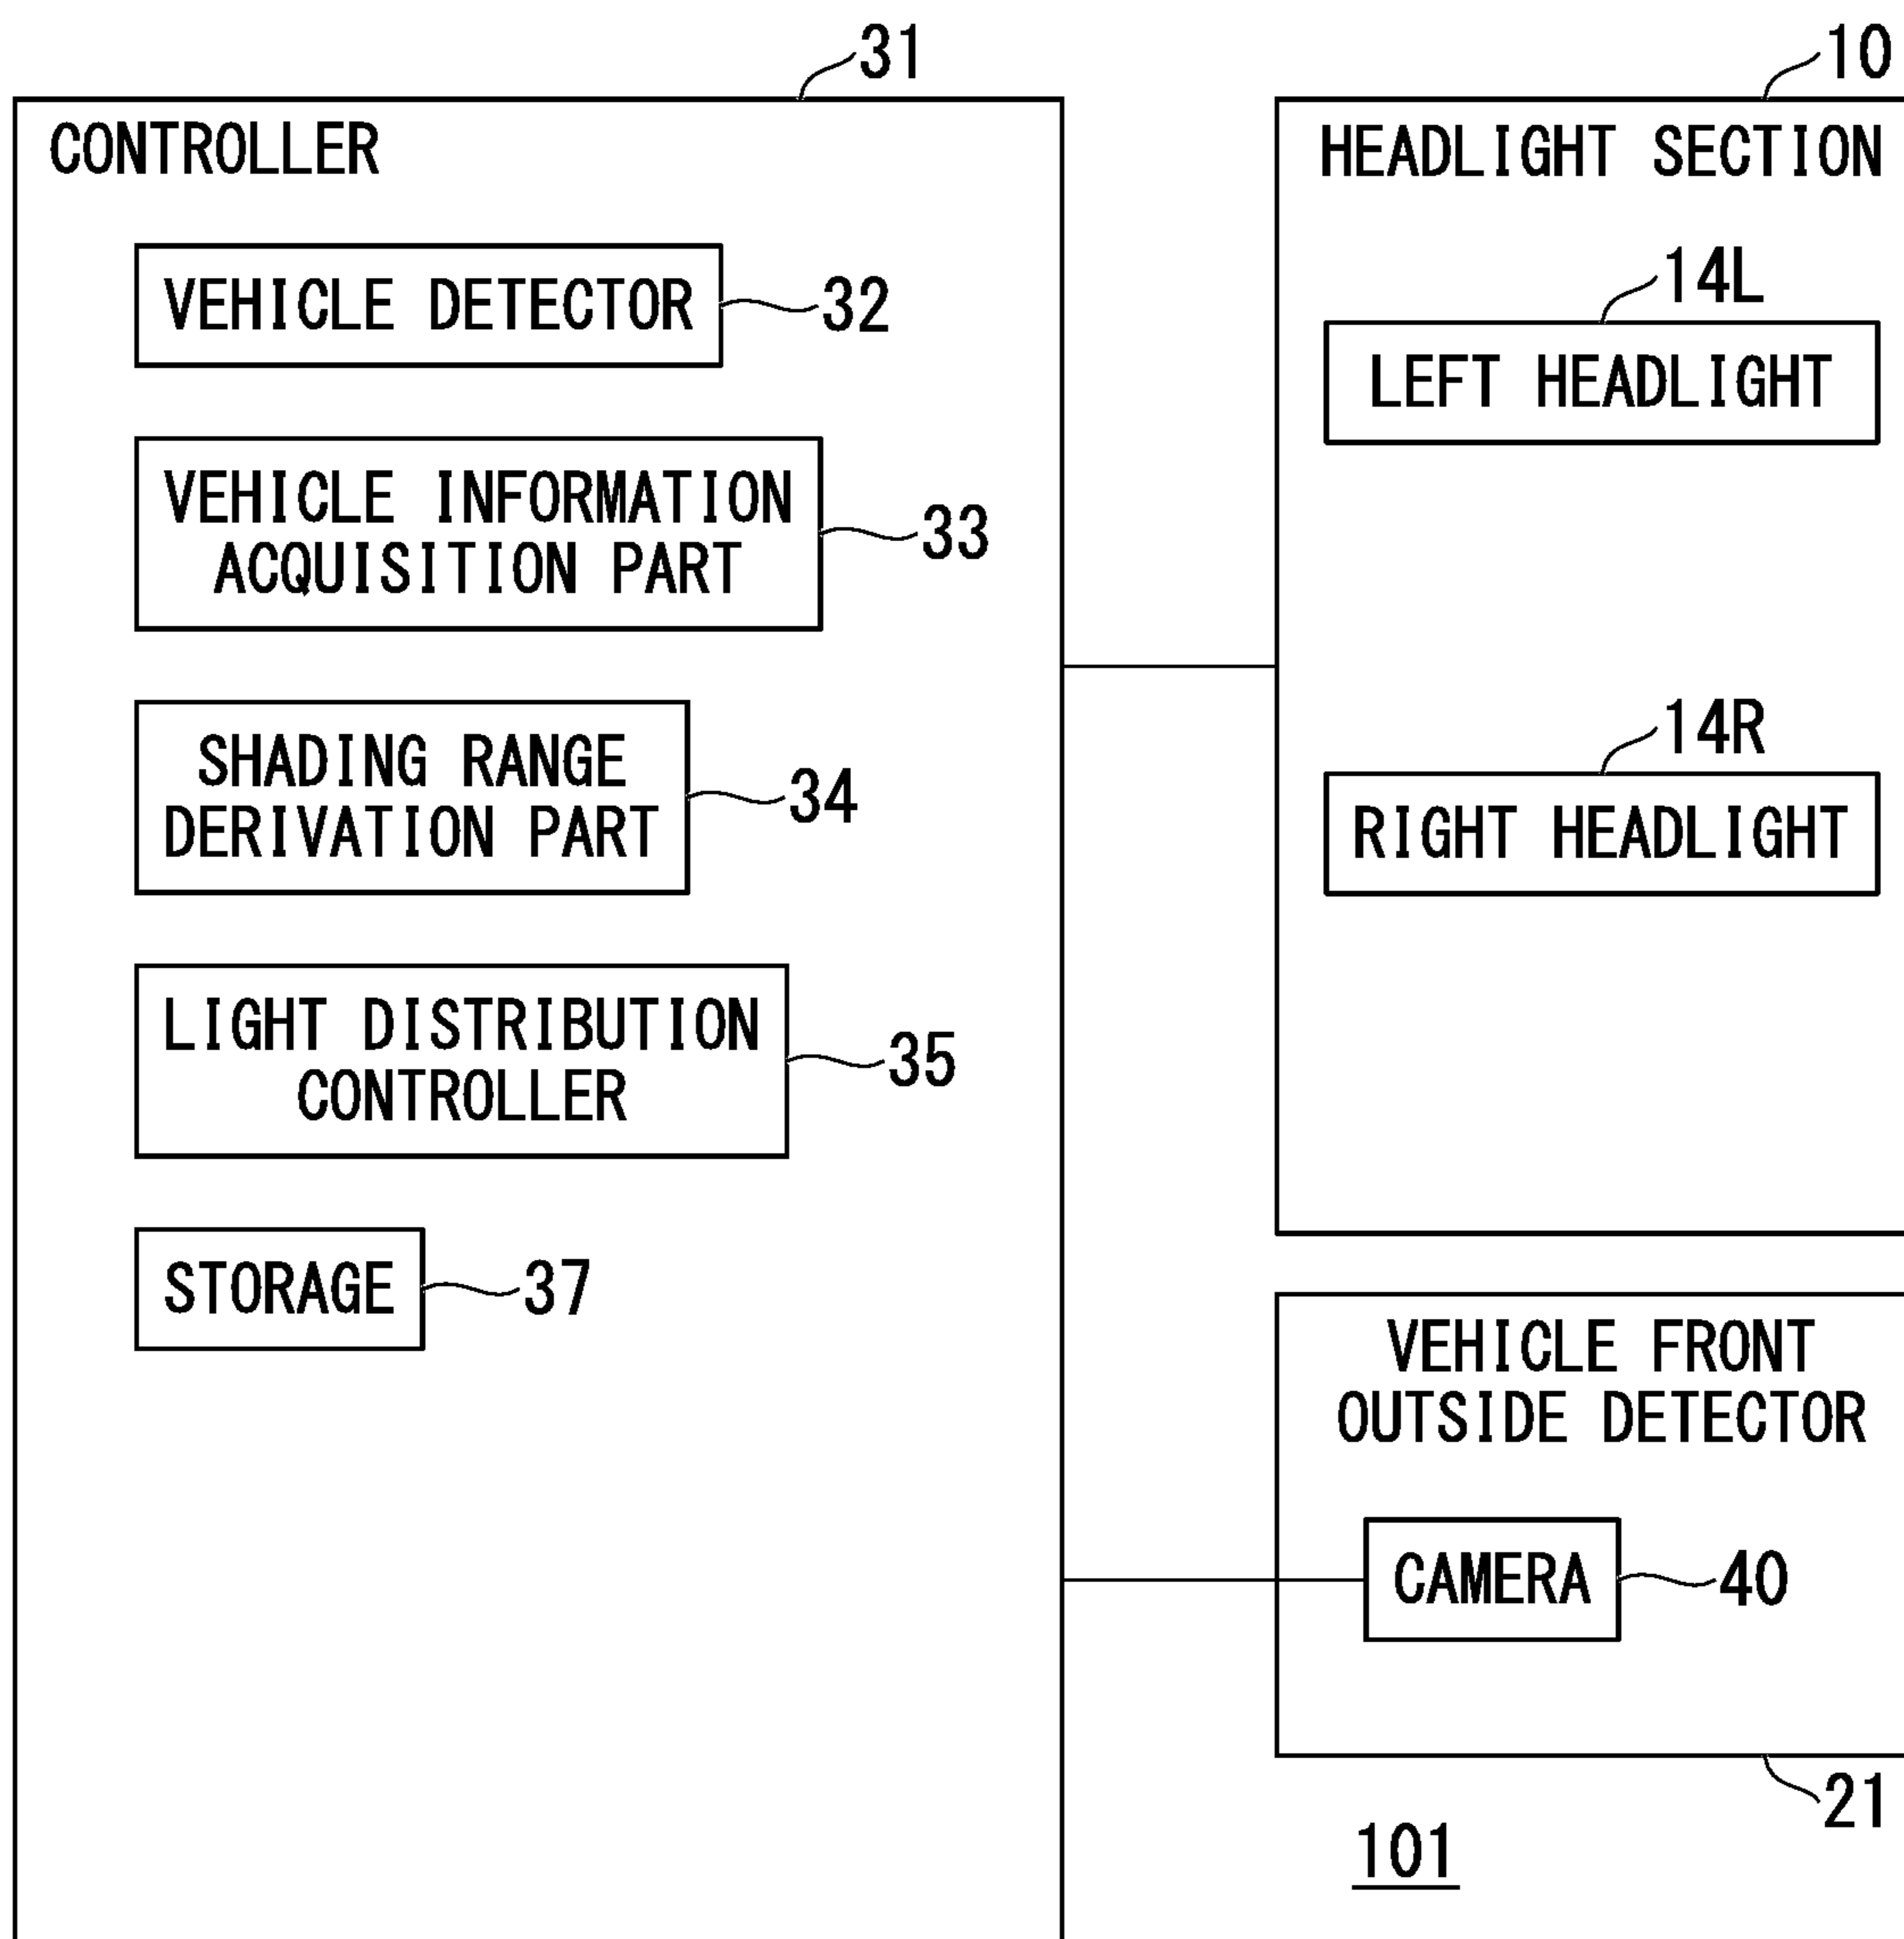 31
CONTROLLER
VEHICLE DETECTOR
32
VEHICLE INFORMATION
ACQUISITION PART
33
SHADING RANGE
DERIVATION PART
34
LIGHT DISTRIBUTION
CONTROLLER
35
STORAGE
37
10
HEADLIGHT SECTION
14L
LEFT HEADLIGHT
14R
RIGHT HEADLIGHT
VEHICLE FRONT
OUTSIDE DETECTOR
CAMERA
40
21
101